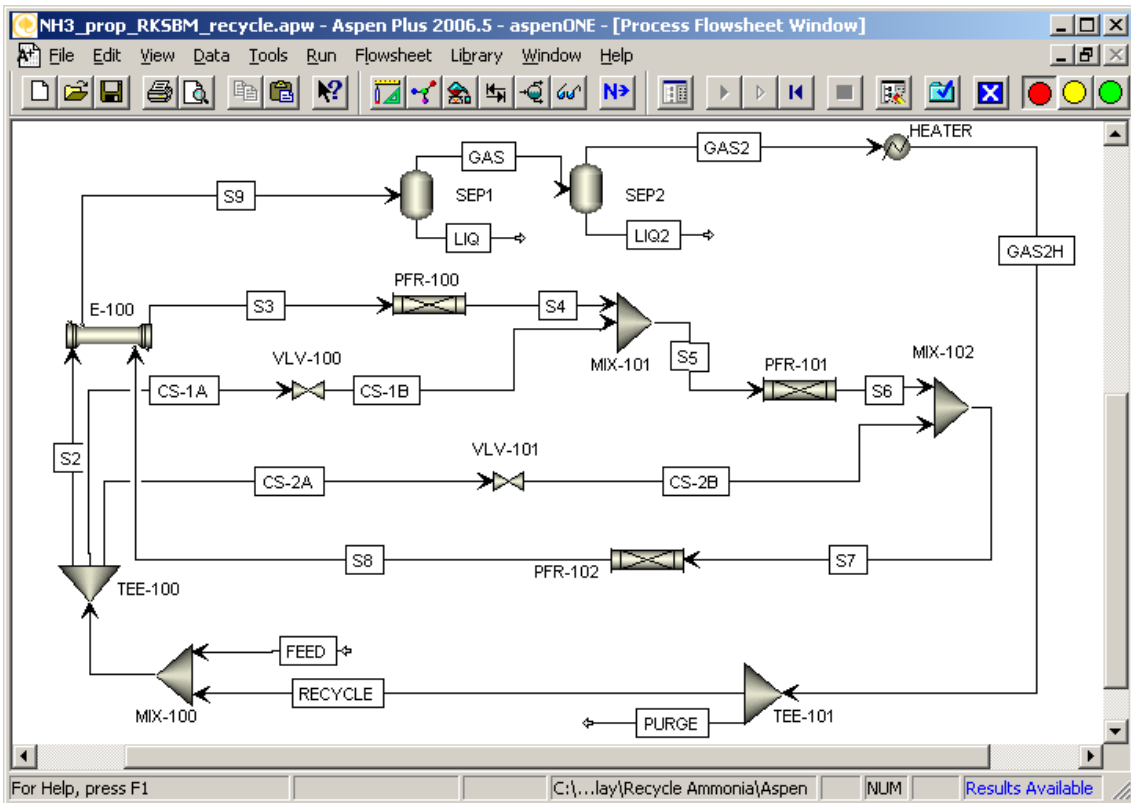 NH3_prop_RKSBM_recycle.apw - Aspen Plus 2006.5 - aspenONE - [Process Flowsheet Window]
File Edit View Data Tools Run Flowsheet Library Window Help
N
HEATER
GAS
GAS2
S9
SEP1
SEP2
LIQ
LIQ2
GAS2H
PFR-100
E-100
S3
S4
VLV-100
MIX-101
S5
PFR-101
MIX-102
CS-1A
CS-1B
S6
S2
VLV-101
CS-2A
CS-2B
S8
PFR-102
S7
TEE-100
FEED
RECYCLE
MIX-100
PURGE
TEE-101
For Help, press F1
C:\...lay\Recycle Ammonia\Aspen
NUM
Results Available